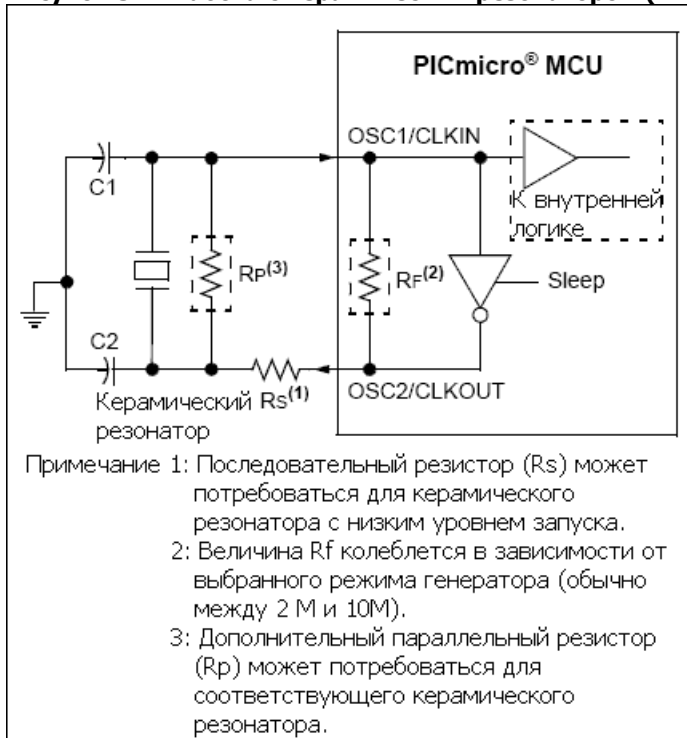 PICmicro® MCU
OSC1/CLKIN
C1
К внутренней
логике
RP(3)
RF(2)
Sleep
C2
Керамический
резонатор
RS(1)
OSC2/CLKOUT
Примечание 1: Последовательный резистор (Rs) может
потребоваться для керамического
резонатора с низким уровнем запуска.
2: Величина Rf колеблется в зависимости от
выбранного режима генератора (обычно
между 2 М и 10М).
3: Дополнительный параллельный резистор
(Rp) может потребоваться для
соответствующего керамического
резонатора.